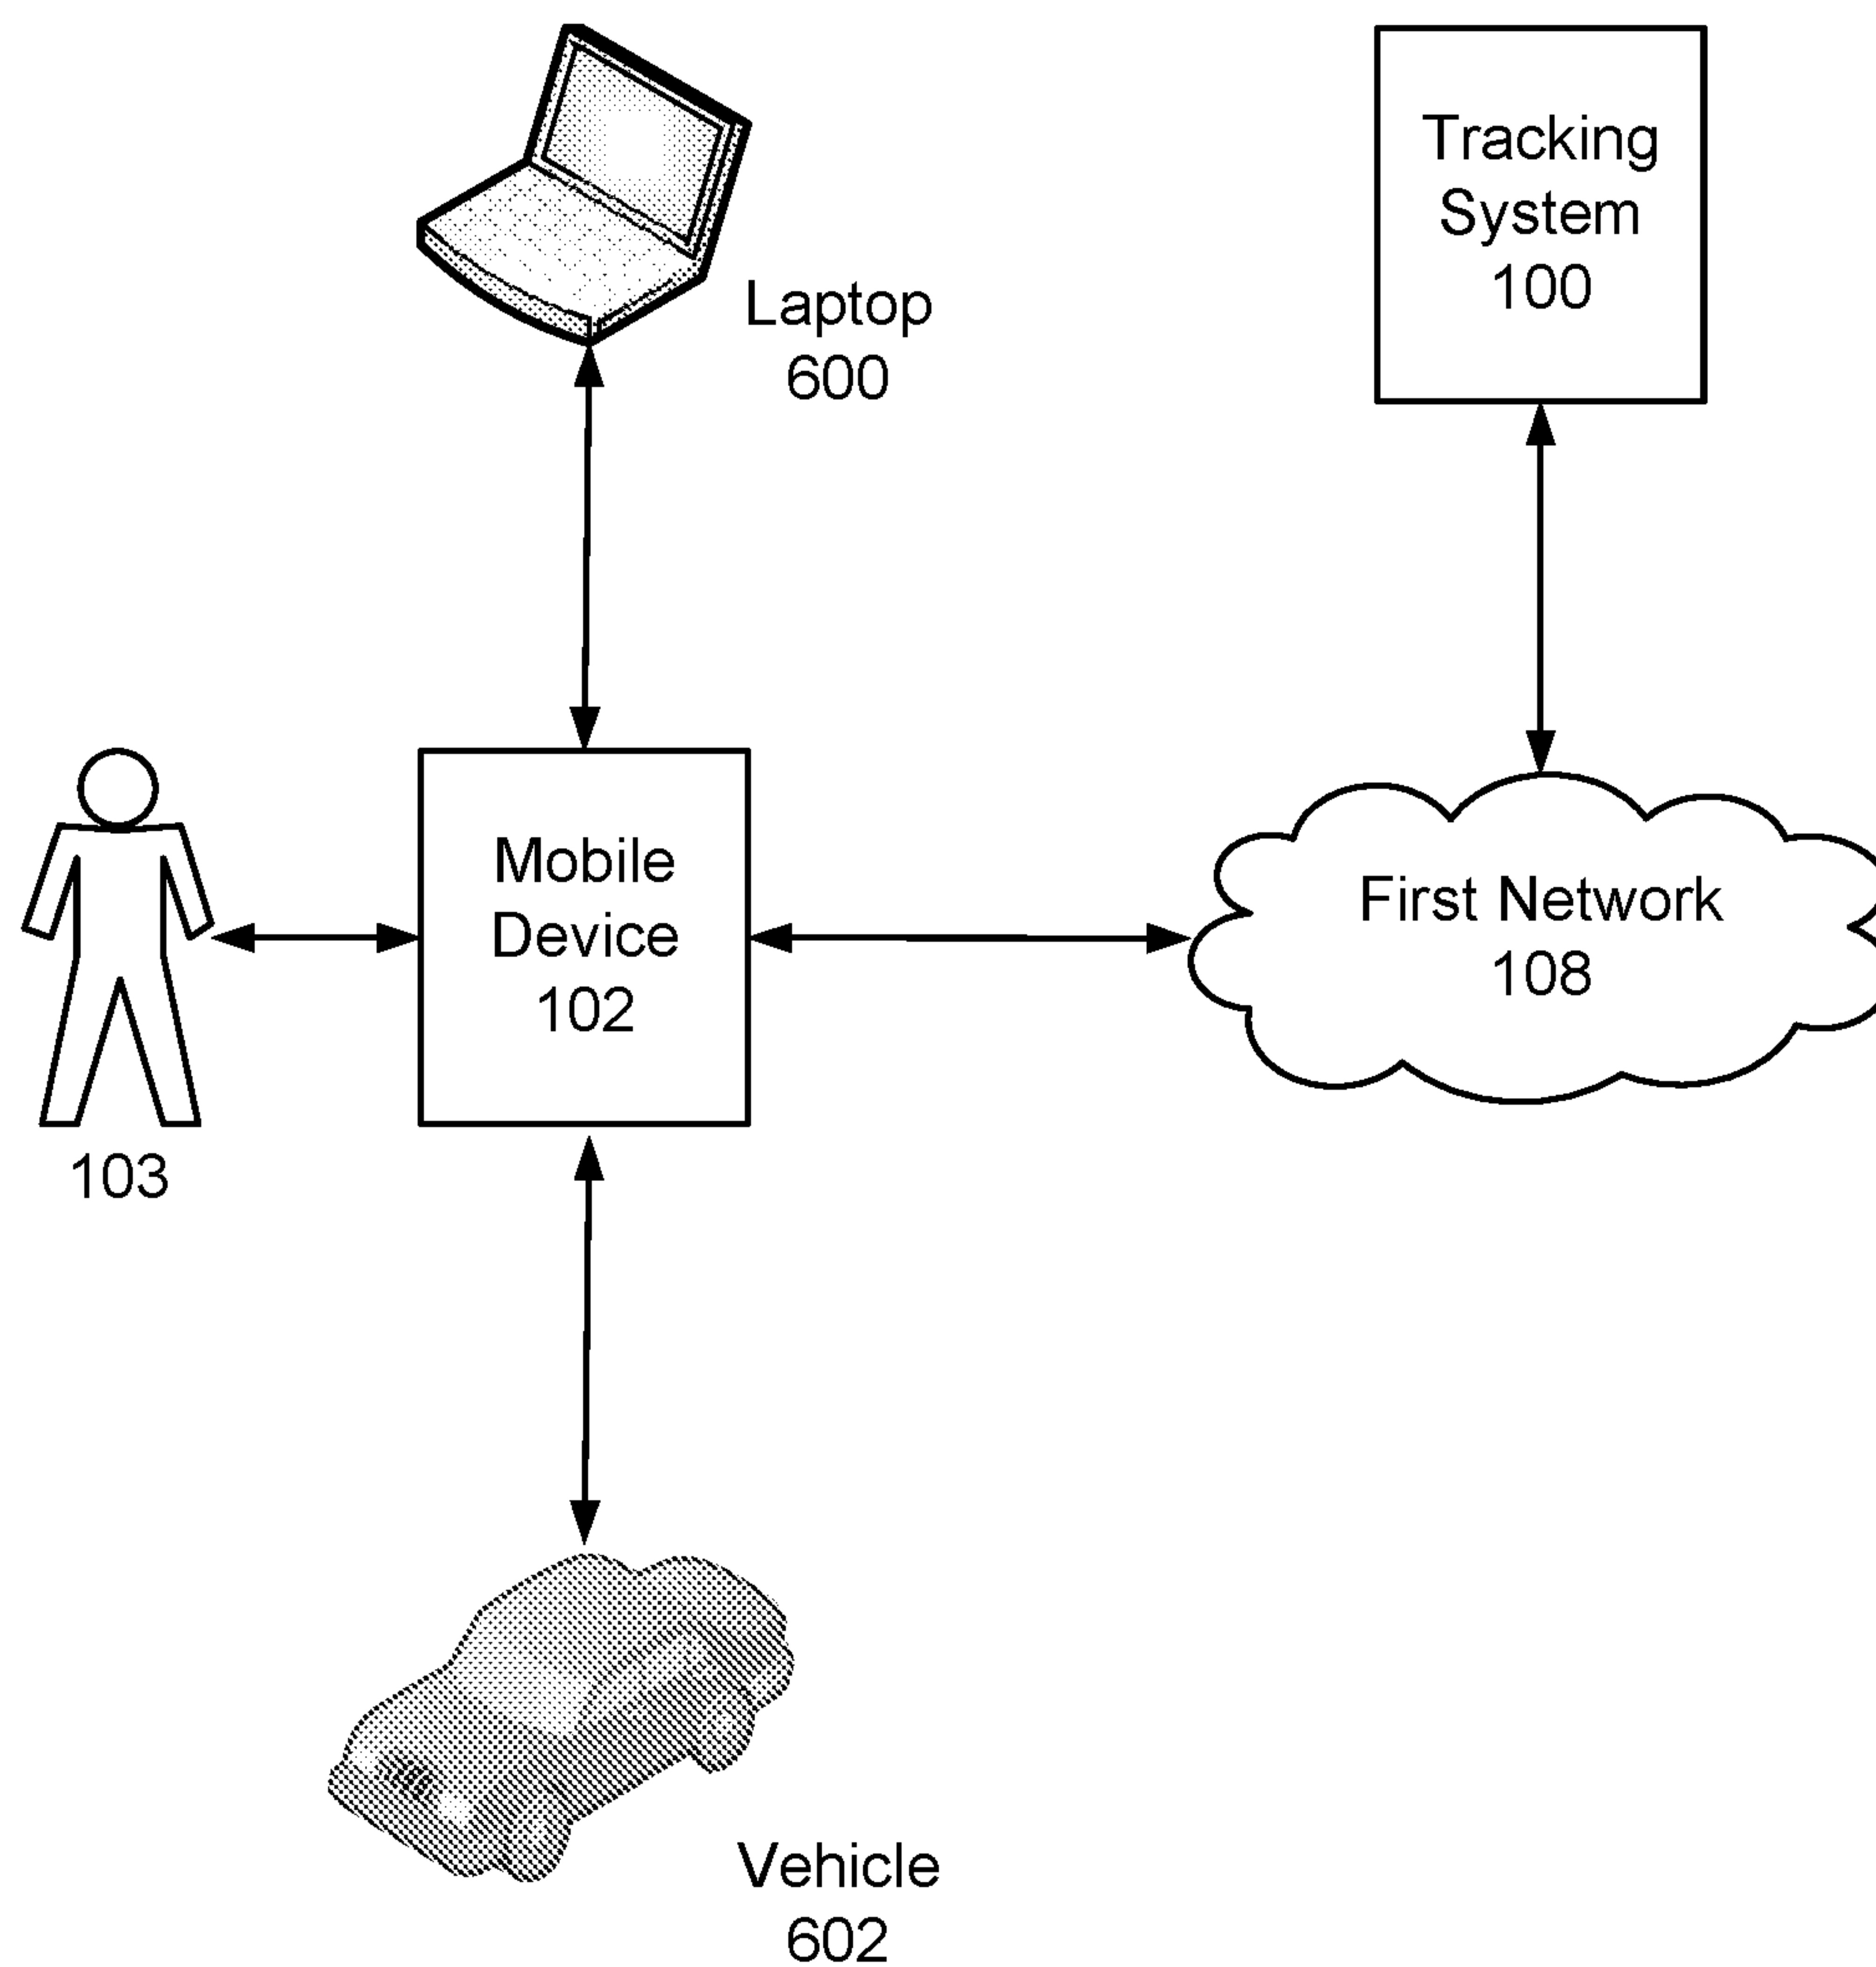 Laptop
600
Tracking
System
100
Mobile
Device
102
First Network
108
103
Vehicle
602